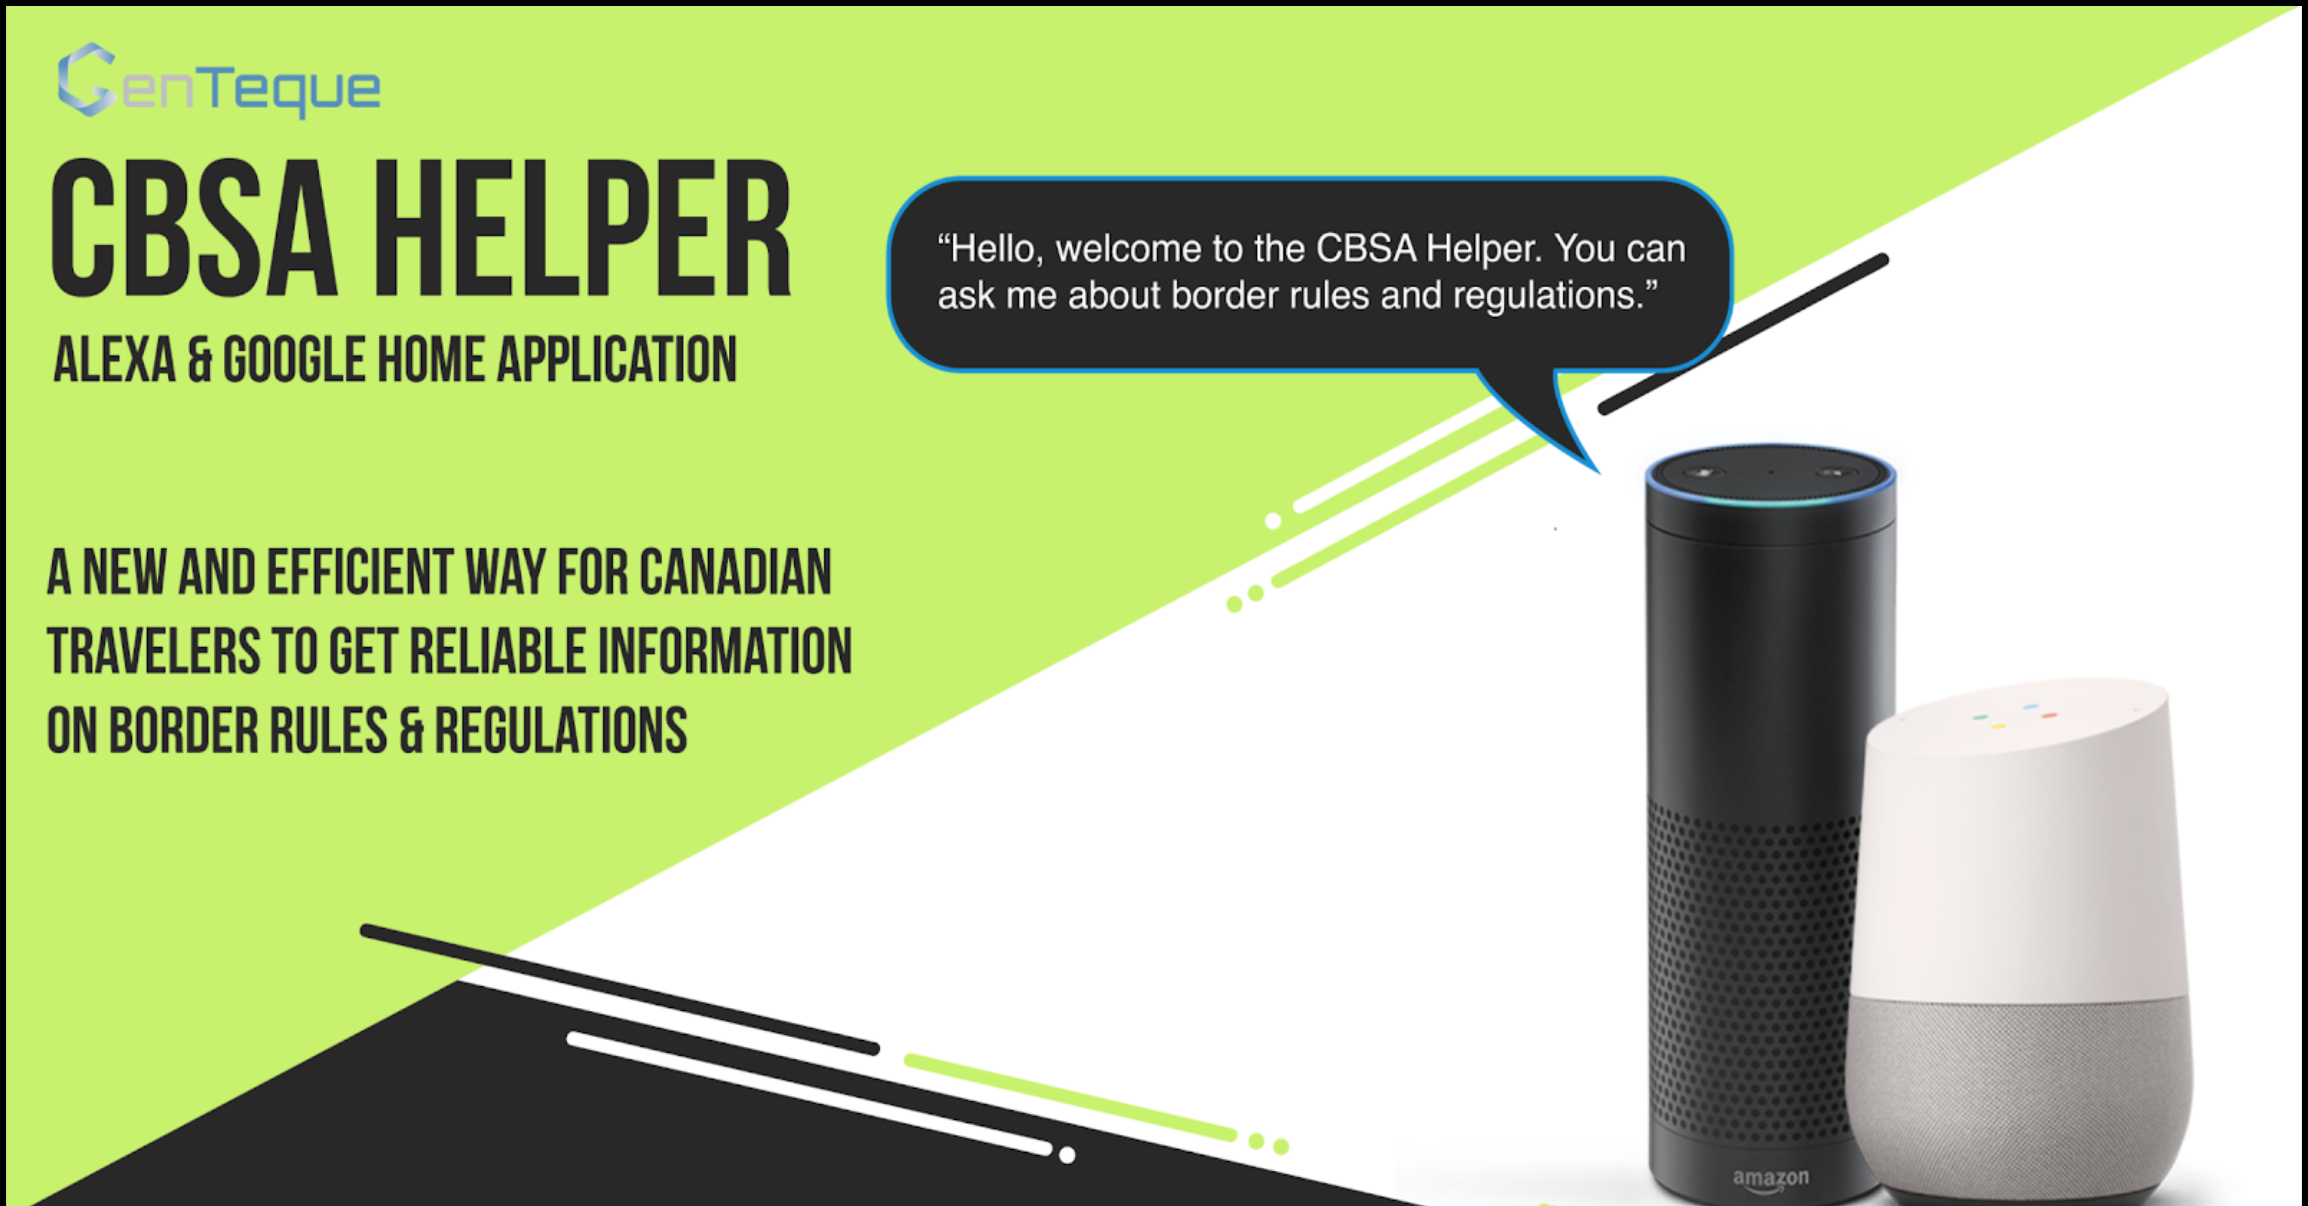 GenTeque
CBSA HELPER
ALEXA & GOOGLE HOME APPLICATION
“Hello, welcome to the CBSA Helper. You can
ask me about border rules and regulations.”
A NEW AND EFFICIENT WAY FOR CANADIAN
TRAVELERS TO GET RELIABLE INFORMATION
ON BORDER RULES & REGULATIONS
amazon